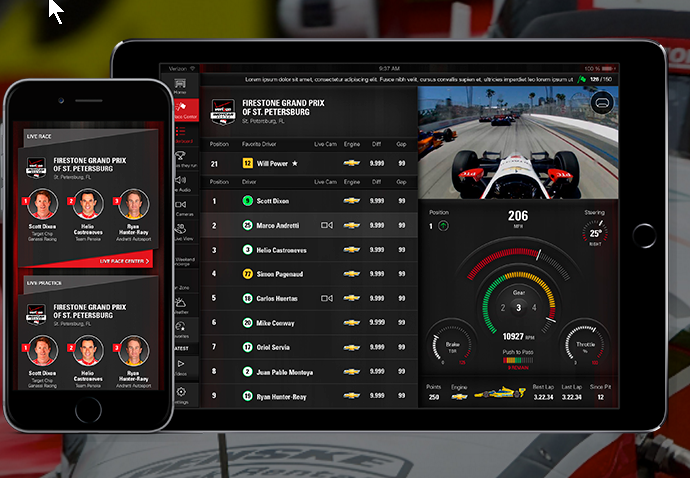 LIVE RACE
FIRESTONE GRAND PRIX
OF ST. PETERSBURG
St. Petersburg, FL
1 2 3
Scott Dixon Helio Castroneves Ryan Hunter-Reay
Target Chip Ganassi Racing Team Penske Andretti Autosport
LIVE RACE CENTER >
LIVE PRACTICE
FIRESTONE GRAND PRIX
OF ST. PETERSBURG
St. Petersburg, FL
1 2 3
Scott Dixon Helio Castroneves Ryan Hunter-Reay
Target Chip Ganassi Racing Team Penske Andretti Autosport
Verizon 9:37 AM 100 %
Lorem ipsum dolor sit amet, consectetur adipiscing elit. Fusce nibh velit, cursus convallis sapien et, ultricies imperdiet leo lorem ipsum ut 126 / 150
Home
Race Center
Cameras
Weather
LATEST
FIRESTONE GRAND PRIX
OF ST. PETERSBURG
St. Petersburg, FL
Position Favorite Driver Live Cam Engine Diff Gap
21 12 Will Power ★ 9.999 99
Position Driver Live Cam Engine Diff Gap
1 9 Scott Dixon 9.999 99
2 25 Marco Andretti 9.999 99
3 3 Helio Castroneves 9.999 99
4 77 Simon Pagenaud 9.999 99
5 18 Carlos Huertas 9.999 99
6 20 Mike Conway 9.999 99
7 Oriol Servia 9.999 99
8 2 Juan Pablo Montoya 9.999 99
9 Ryan Hunter-Reay 9.999 99
Position 206 Steering
1 MPH 25°
RIGHT
Gear
2 3 4
10927 RPM
Brake Throttle
%
Push to Pass
Points Engine Best Lap Last Lap Since Pit
250 3.22.34 3.22.34 12
PENSKE